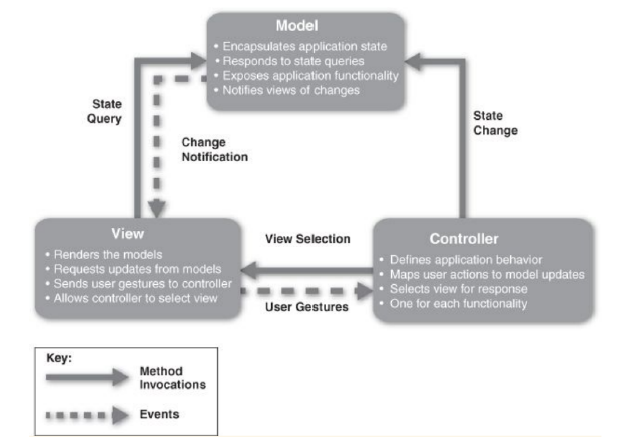 Model
• Encapsulates application state
• Responds to state queries
• Exposes application functionality
• Notifies views of changes
State
Query
Change
Notification
State
Change
View
• Renders the models
• Requests updates from models
• Sends user gestures to controller
• Allows controller to select view
View Selection
User Gestures
Controller
• Defines application behavior
• Maps user actions to model updates
• Selects view for response
• One for each functionality
Key:
Method
Invocations
Events